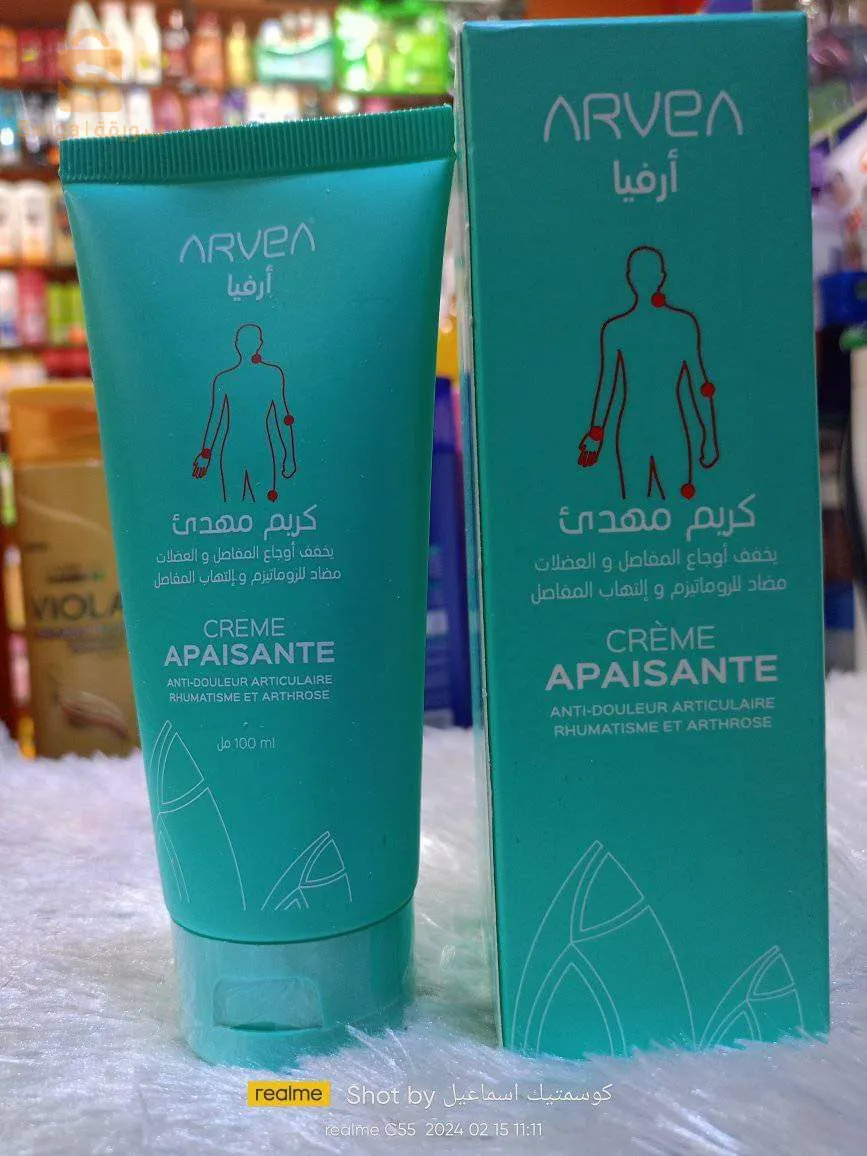 ARVEA
أرفيا
كريم مهدئ
يخفف أوجاع المفاصل و العضلات
مضاد للروماتيزم و إلتهاب المفاصل
CREME
APAISANTE
ANTI-DOULEUR ARTICULAIRE
RHUMATISME ET ARTHROSE
100 ml مل
ARVEA
أرفيا
كريم مهدئ
يخفف أوجاع المفاصل و العضلات
مضاد للروماتيزم و إلتهاب المفاصل
CRÈME
APAISANTE
ANTI-DOULEUR ARTICULAIRE
RHUMATISME ET ARTHROSE
VIOLA
realme Shot by كوسمتيك اسماعيل
realme C55 2024 02 15 11:11